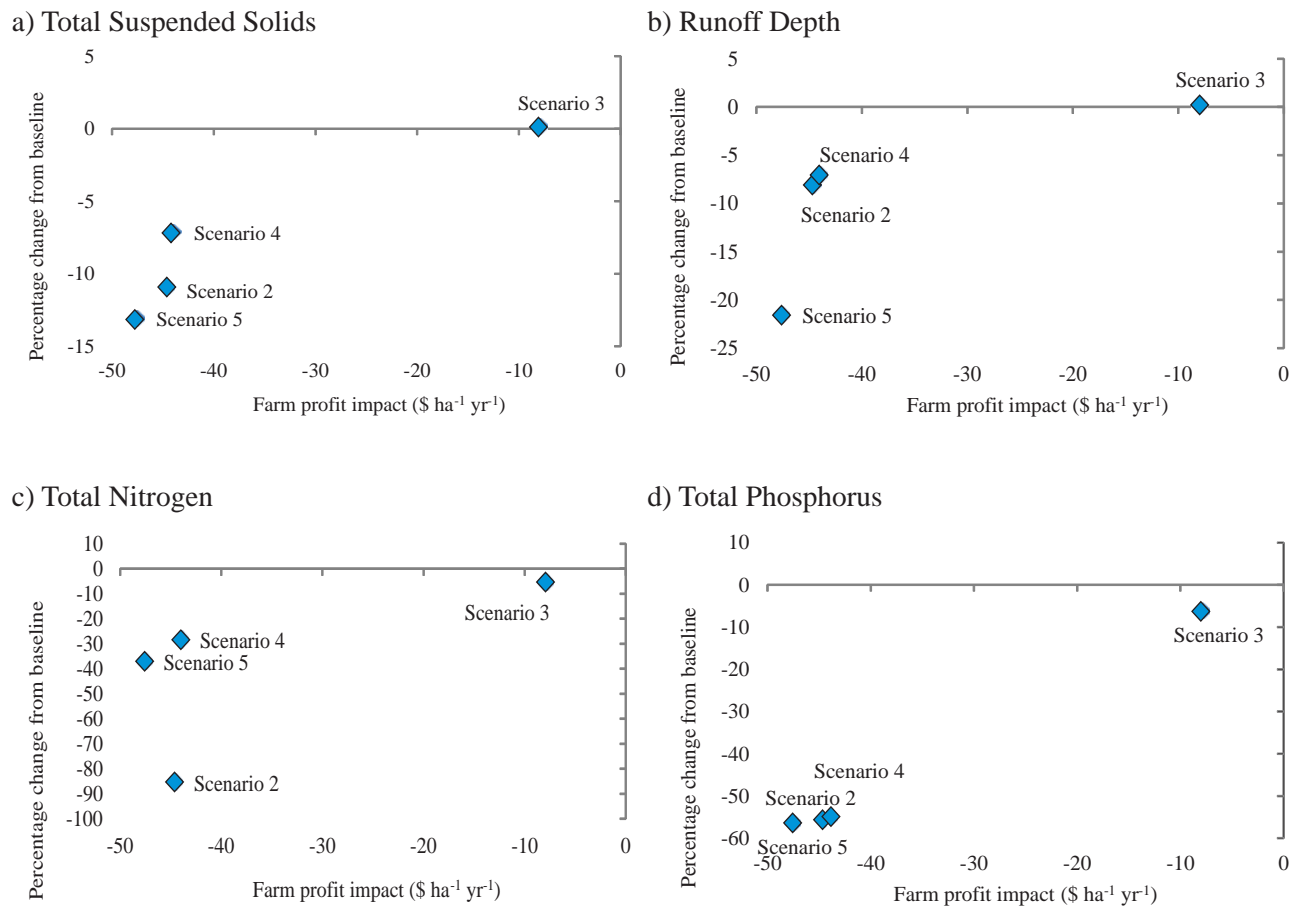 a) Total Suspended Solids
5
0
-5
-10
-15
-50
-40
-30
-20
-10
0
Scenario 3
Scenario 4
Scenario 2
Scenario 5
Percentage change from baseline
Farm profit impact ($ ha⁻¹ yr⁻¹)
b) Runoff Depth
5
0
-5
-10
-15
-20
-25
-50
-40
-30
-20
-10
0
Scenario 3
Scenario 4
Scenario 2
Scenario 5
Percentage change from baseline
Farm profit impact ($ ha⁻¹ yr⁻¹)
c) Total Nitrogen
10
0
-10
-20
-30
-40
-50
-60
-70
-80
-90
-100
-50
-40
-30
-20
-10
0
Scenario 3
Scenario 4
Scenario 5
Scenario 2
Percentage change from baseline
Farm profit impact ($ ha⁻¹ yr⁻¹)
d) Total Phosphorus
10
0
-10
-20
-30
-40
-50
-60
-50
-40
-30
-20
-10
0
Scenario 3
Scenario 4
Scenario 2
Scenario 5
Percentage change from baseline
Farm profit impact ($ ha⁻¹ yr⁻¹)